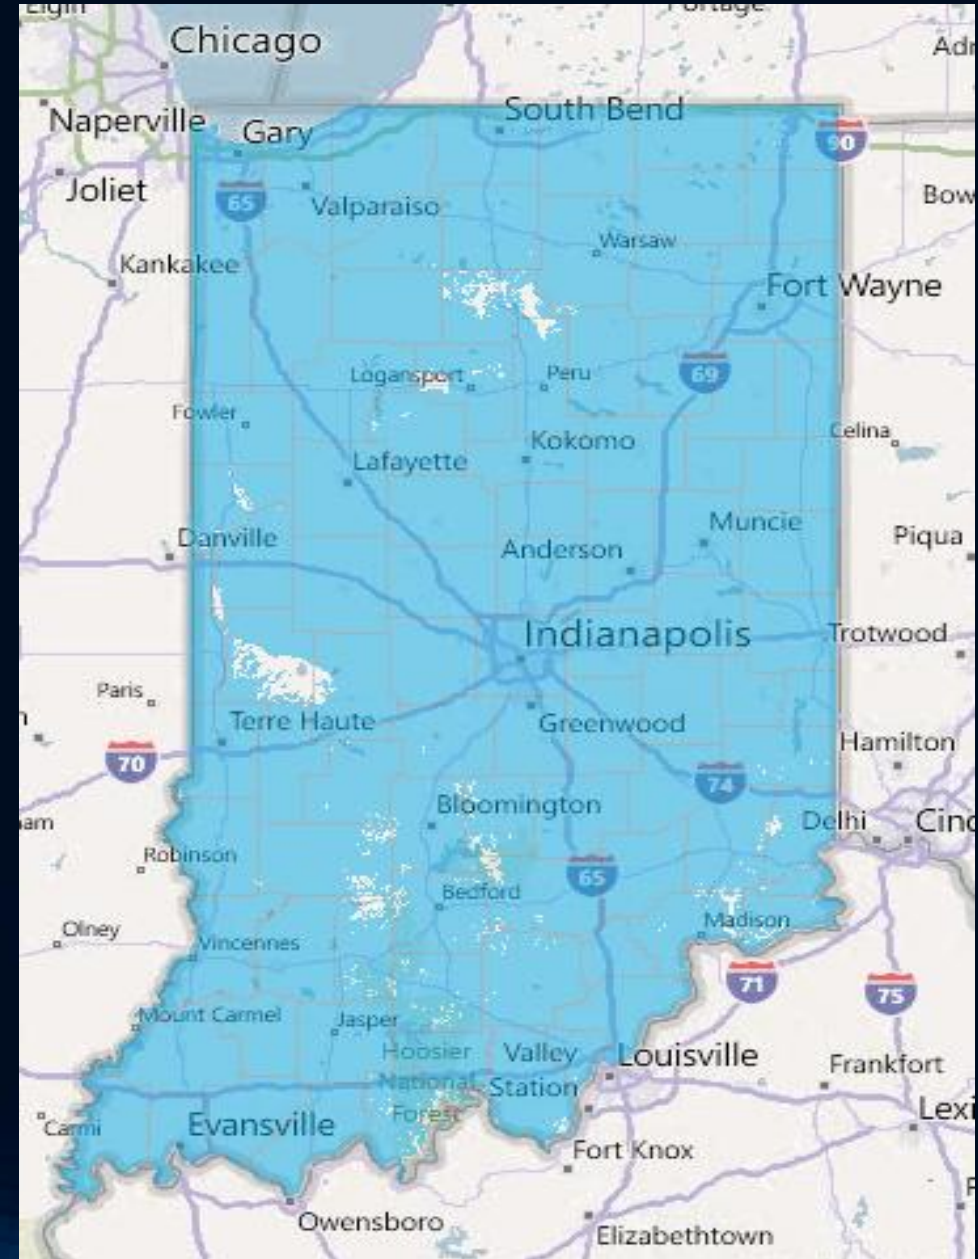 Elgin
Portage
Chicago
South Bend
Naperville
Gary
90
Joliet
65
Valparaiso
Warsaw
Kankakee
Fort Wayne
69
Logansport
Peru
Fowler
Kokomo
Celina
Lafayette
Muncie
Danville
Anderson
Piqua
Indianapolis
Trotwood
Paris
Terre Haute
Greenwood
Hamilton
70
74
Bloomington
Delhi
Robinson
65
Bedford
Madison
Olney
Vincennes
71
75
Mount Carmel
Jasper
Hoosier
National
Forest
Valley
Station
Louisville
Frankfort
Carmi
Evansville
Fort Knox
Owensboro
Elizabethtown